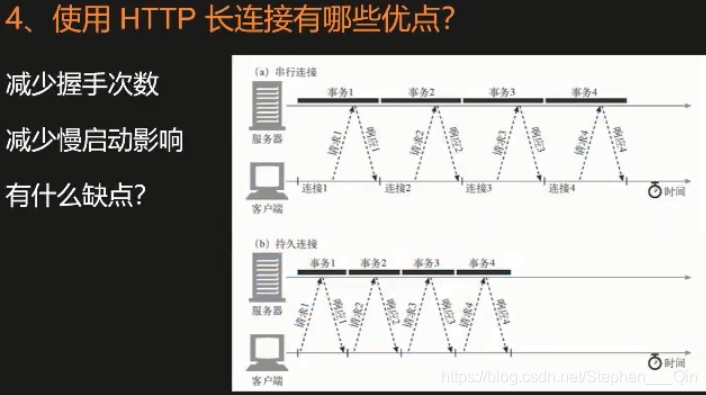 4、使用 HTTP 长连接有哪些优点？
减少握手次数
减少慢启动影响
有什么缺点？
(a) 串行连接
事务1 事务2 事务3 事务4
服务器
请求1 响应1 请求2 响应2 请求3 响应3 请求4 响应4
连接1 连接2 连接3 连接4 时间
客户端
(b) 持久连接
事务1 事务2 事务3 事务4
服务器
请求1 响应1 请求2 响应2 请求3 响应3 请求4 响应4
时间
客户端
https://blog.csdn.net/Stephen___Qin